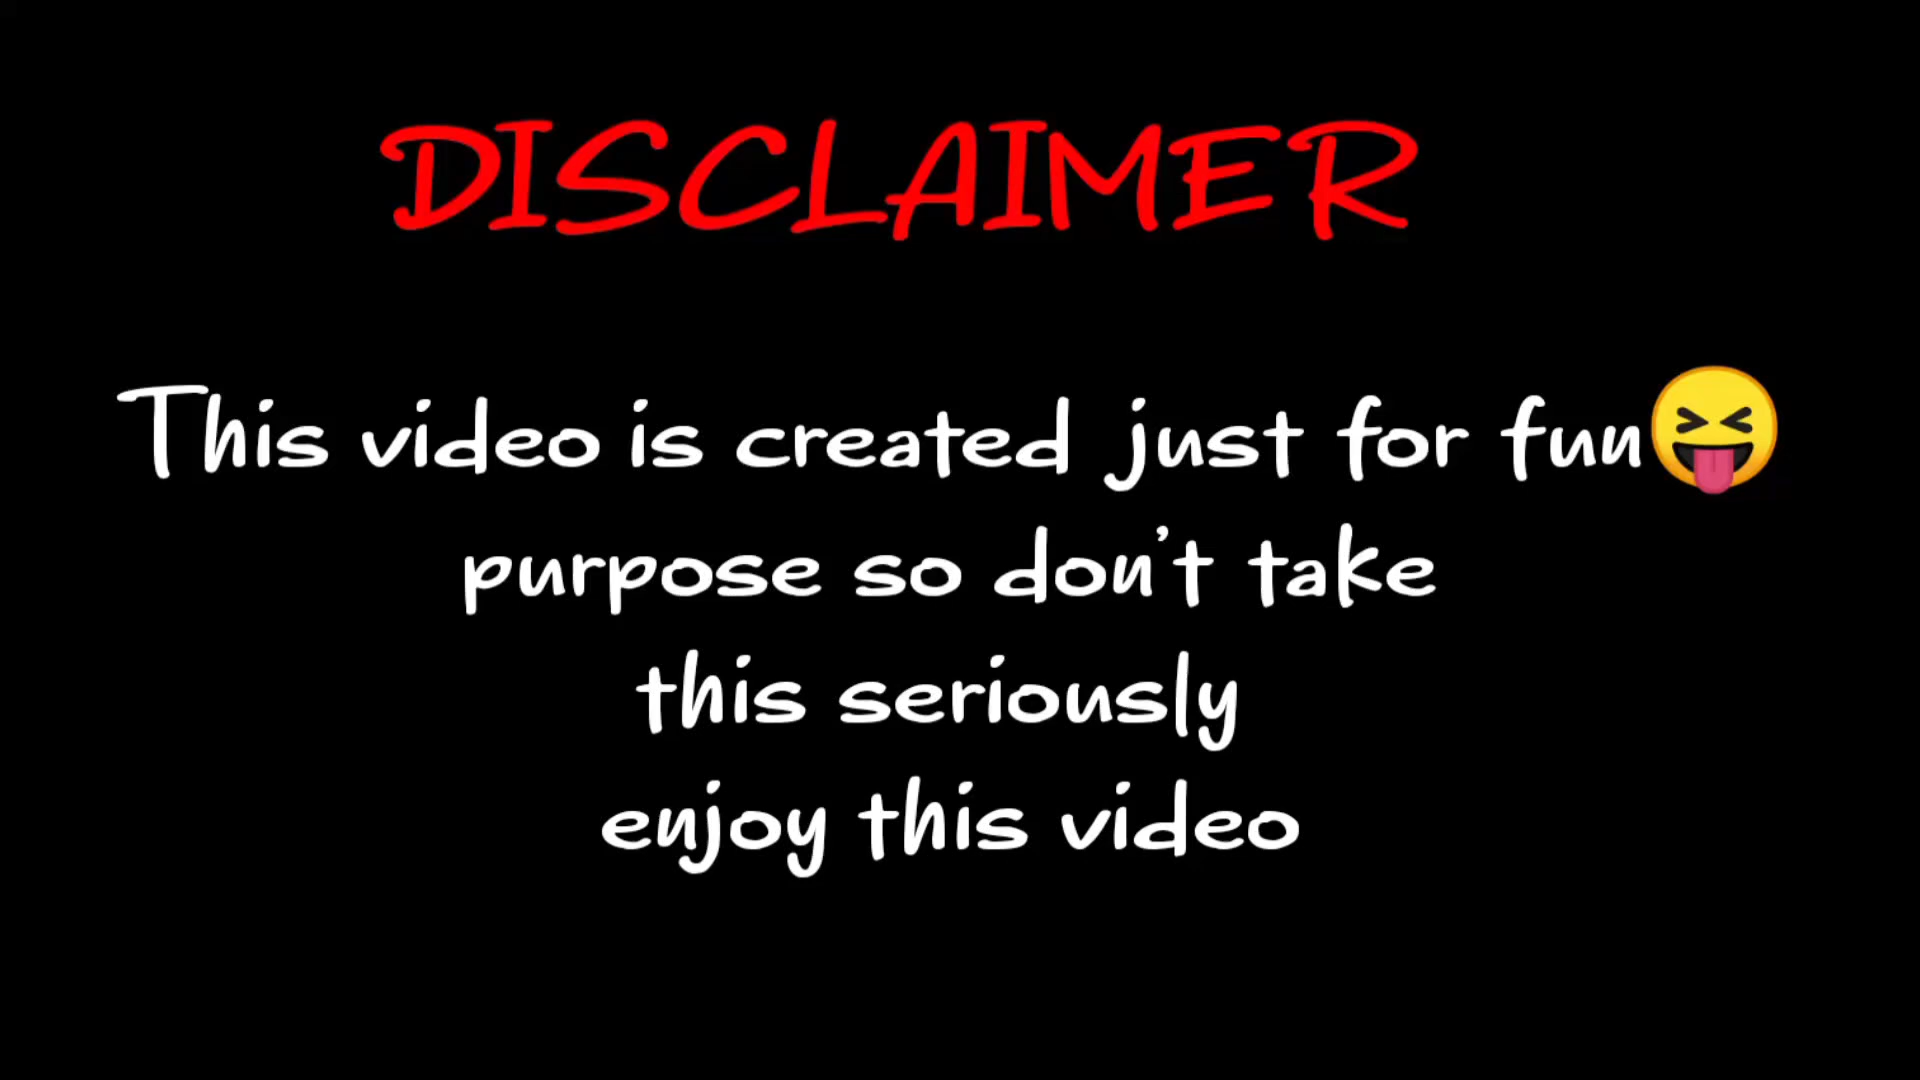 DISCLAIMER
This video is created just for fun😝
purpose so don't take
this seriously
enjoy this video